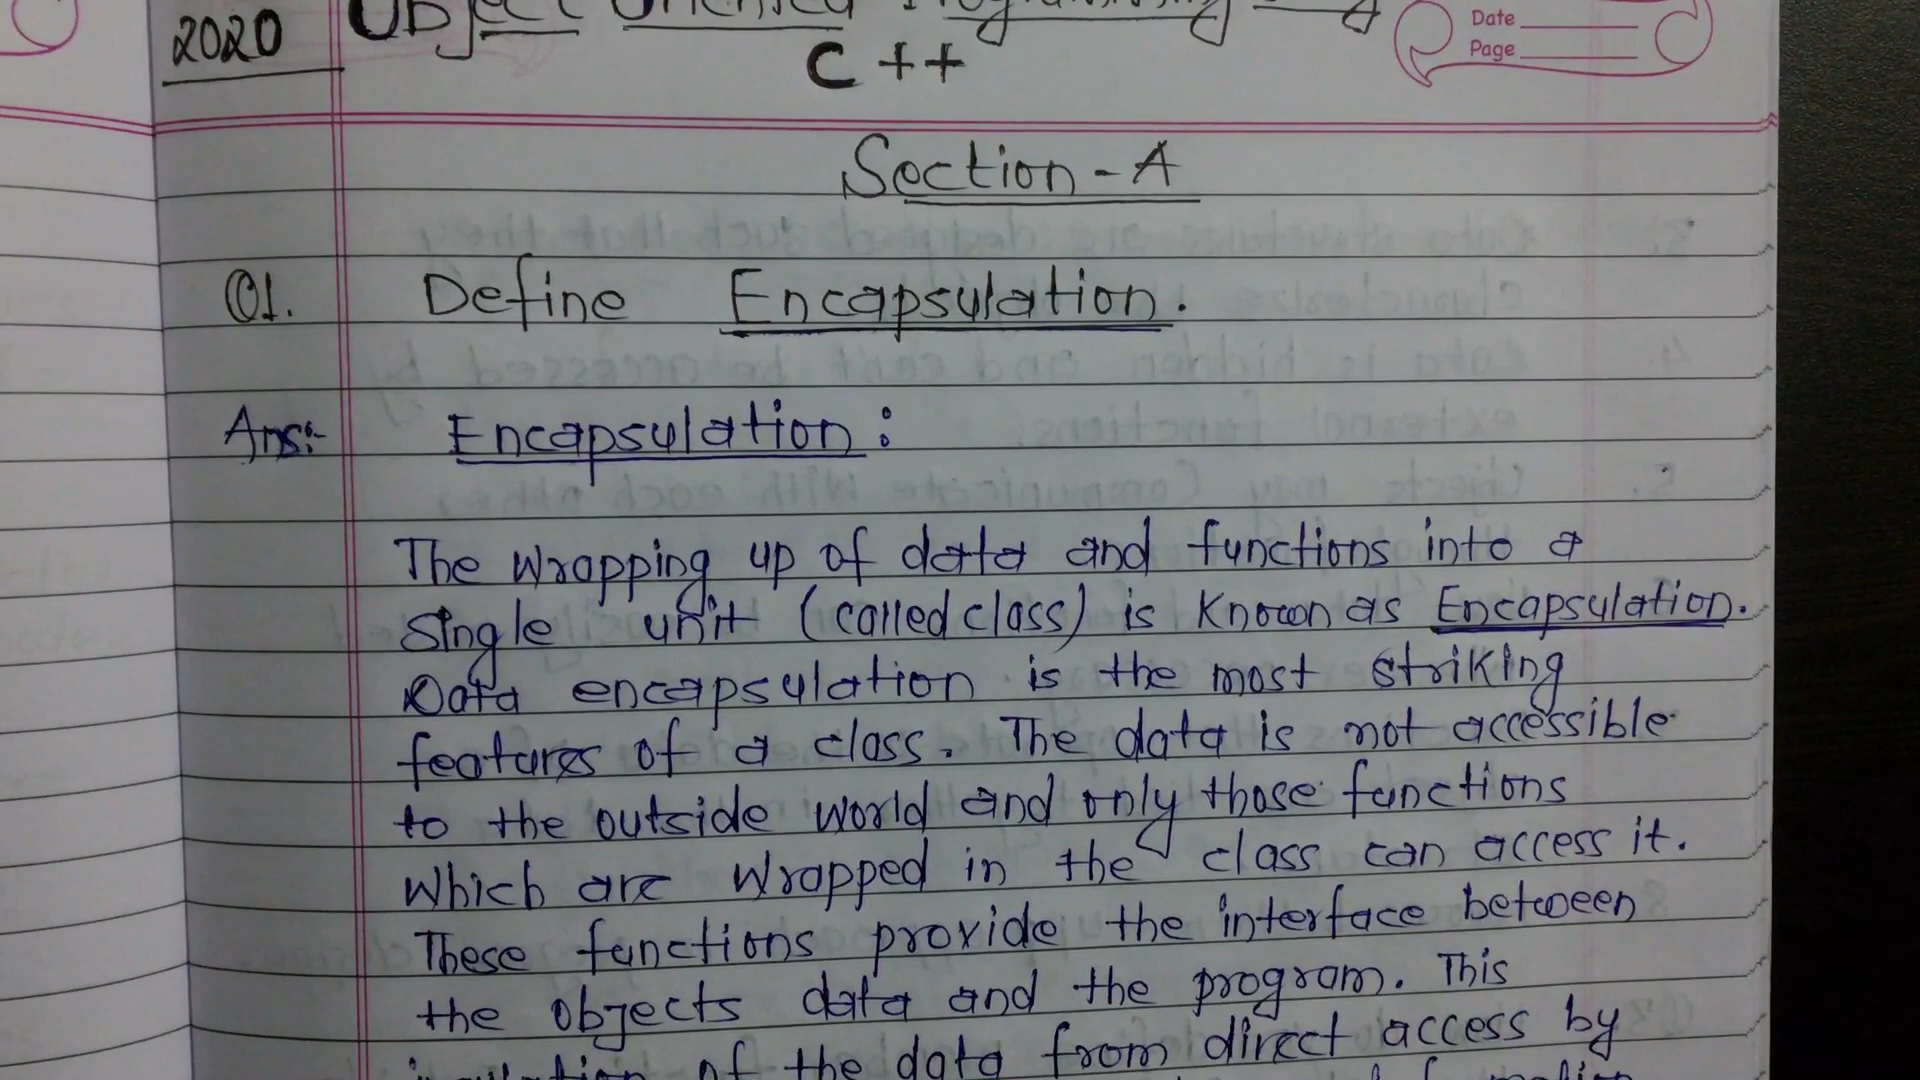 2020
Object Oriented Programming
C ++
Date
Page
Section - A
Q1. Define Encapsulation.
Ans:- Encapsulation :
The Wrapping up of data and functions into a
single unit (called class) is known as Encapsulation.
Data encapsulation is the most striking
features of a class. The data is not accessible
to the outside world and only those functions
which are wrapped in the class can access it.
These functions provide the interface between
the objects data and the program. This
of the data from direct access by